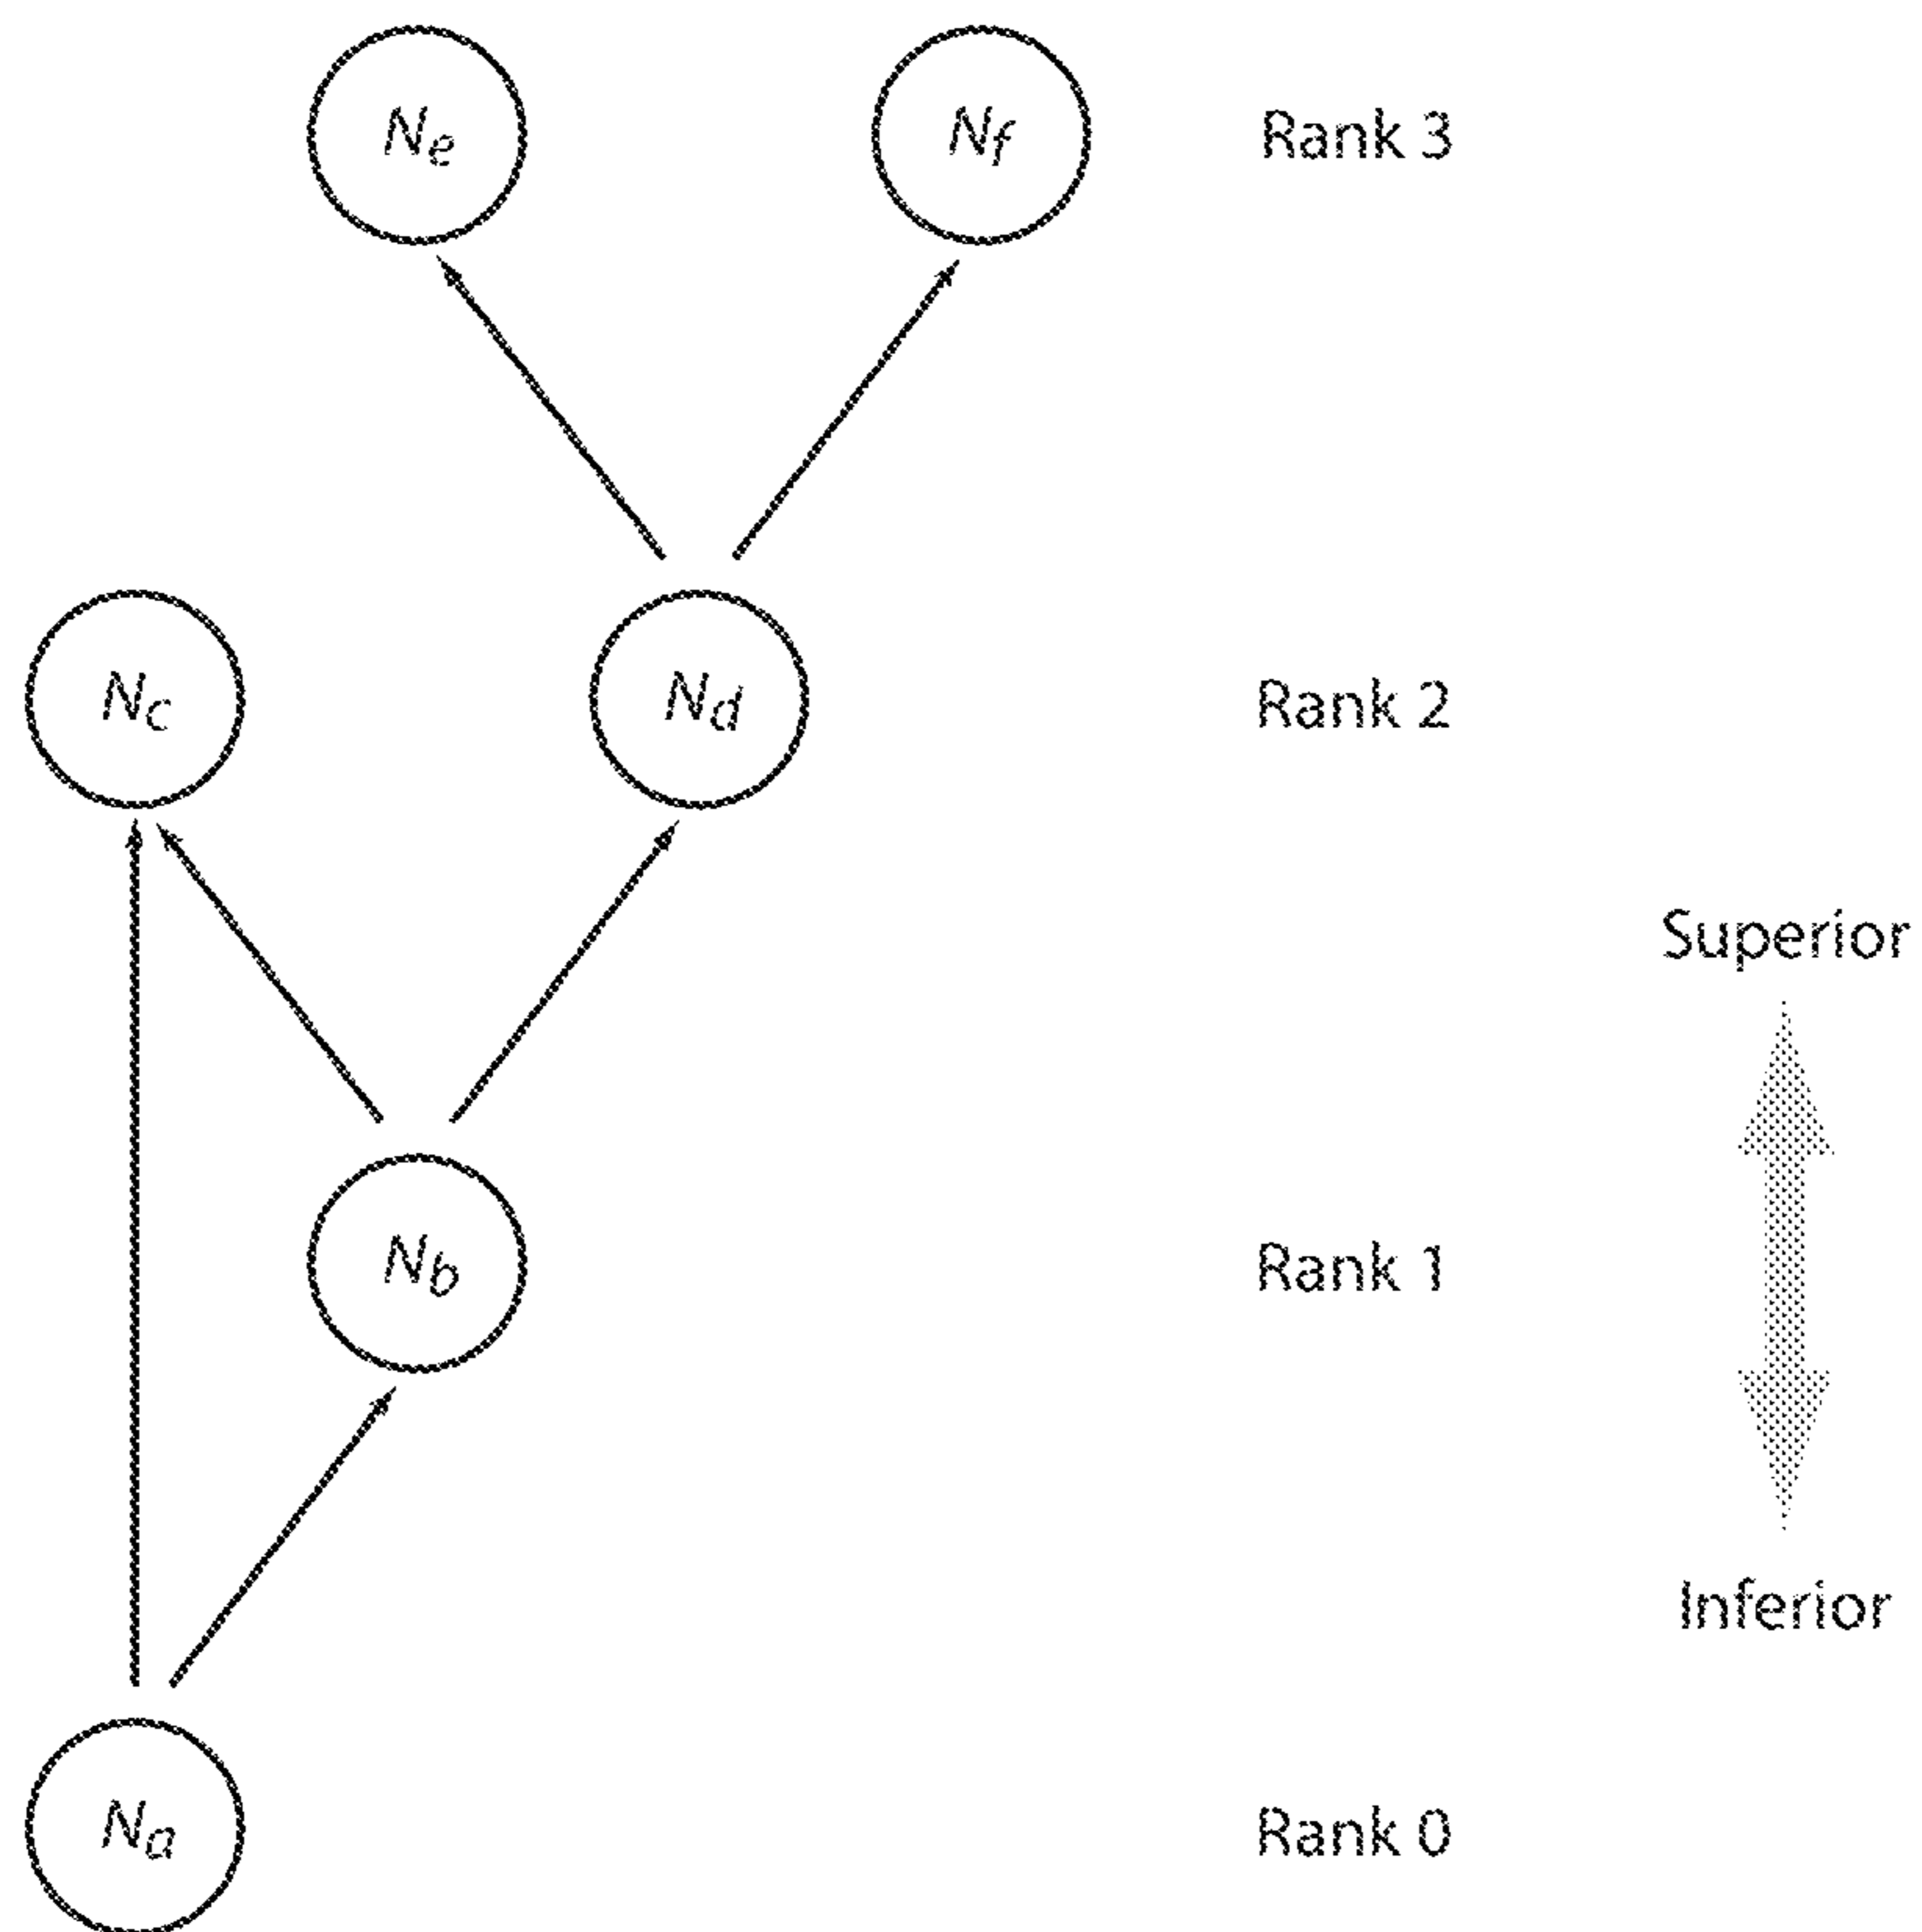 Ne Nf Rank 3
Nc Nd Rank 2
Superior
Nb Rank 1
Inferior
Na Rank 0